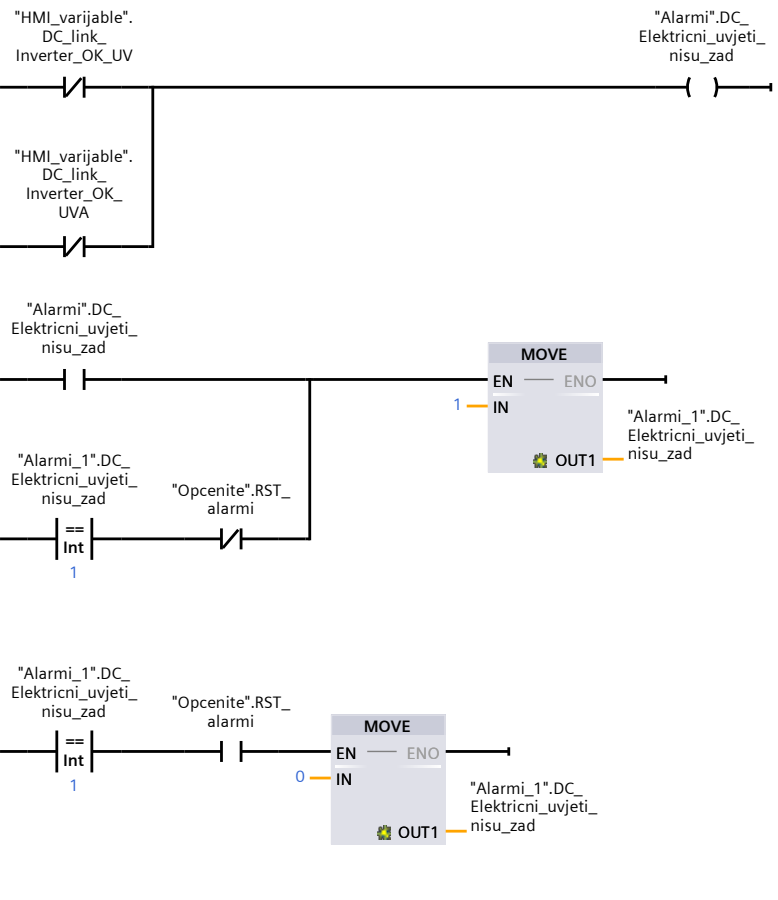 "HMI_varijable".
DC_link_
Inverter_OK_UV
"Alarmi".DC_
Elektricni_uvjeti_
nisu_zad
"HMI_varijable".
DC_link_
Inverter_OK_
UVA
"Alarmi".DC_
Elektricni_uvjeti_
nisu_zad
MOVE
EN
ENO
1
IN
"Alarmi_1".DC_
Elektricni_uvjeti_
nisu_zad
OUT1
"Alarmi_1".DC_
Elektricni_uvjeti_
nisu_zad
"Opcenite".RST_
alarmi
==
Int
1
"Alarmi_1".DC_
Elektricni_uvjeti_
nisu_zad
"Opcenite".RST_
alarmi
==
Int
1
MOVE
EN
ENO
0
IN
"Alarmi_1".DC_
Elektricni_uvjeti_
nisu_zad
OUT1